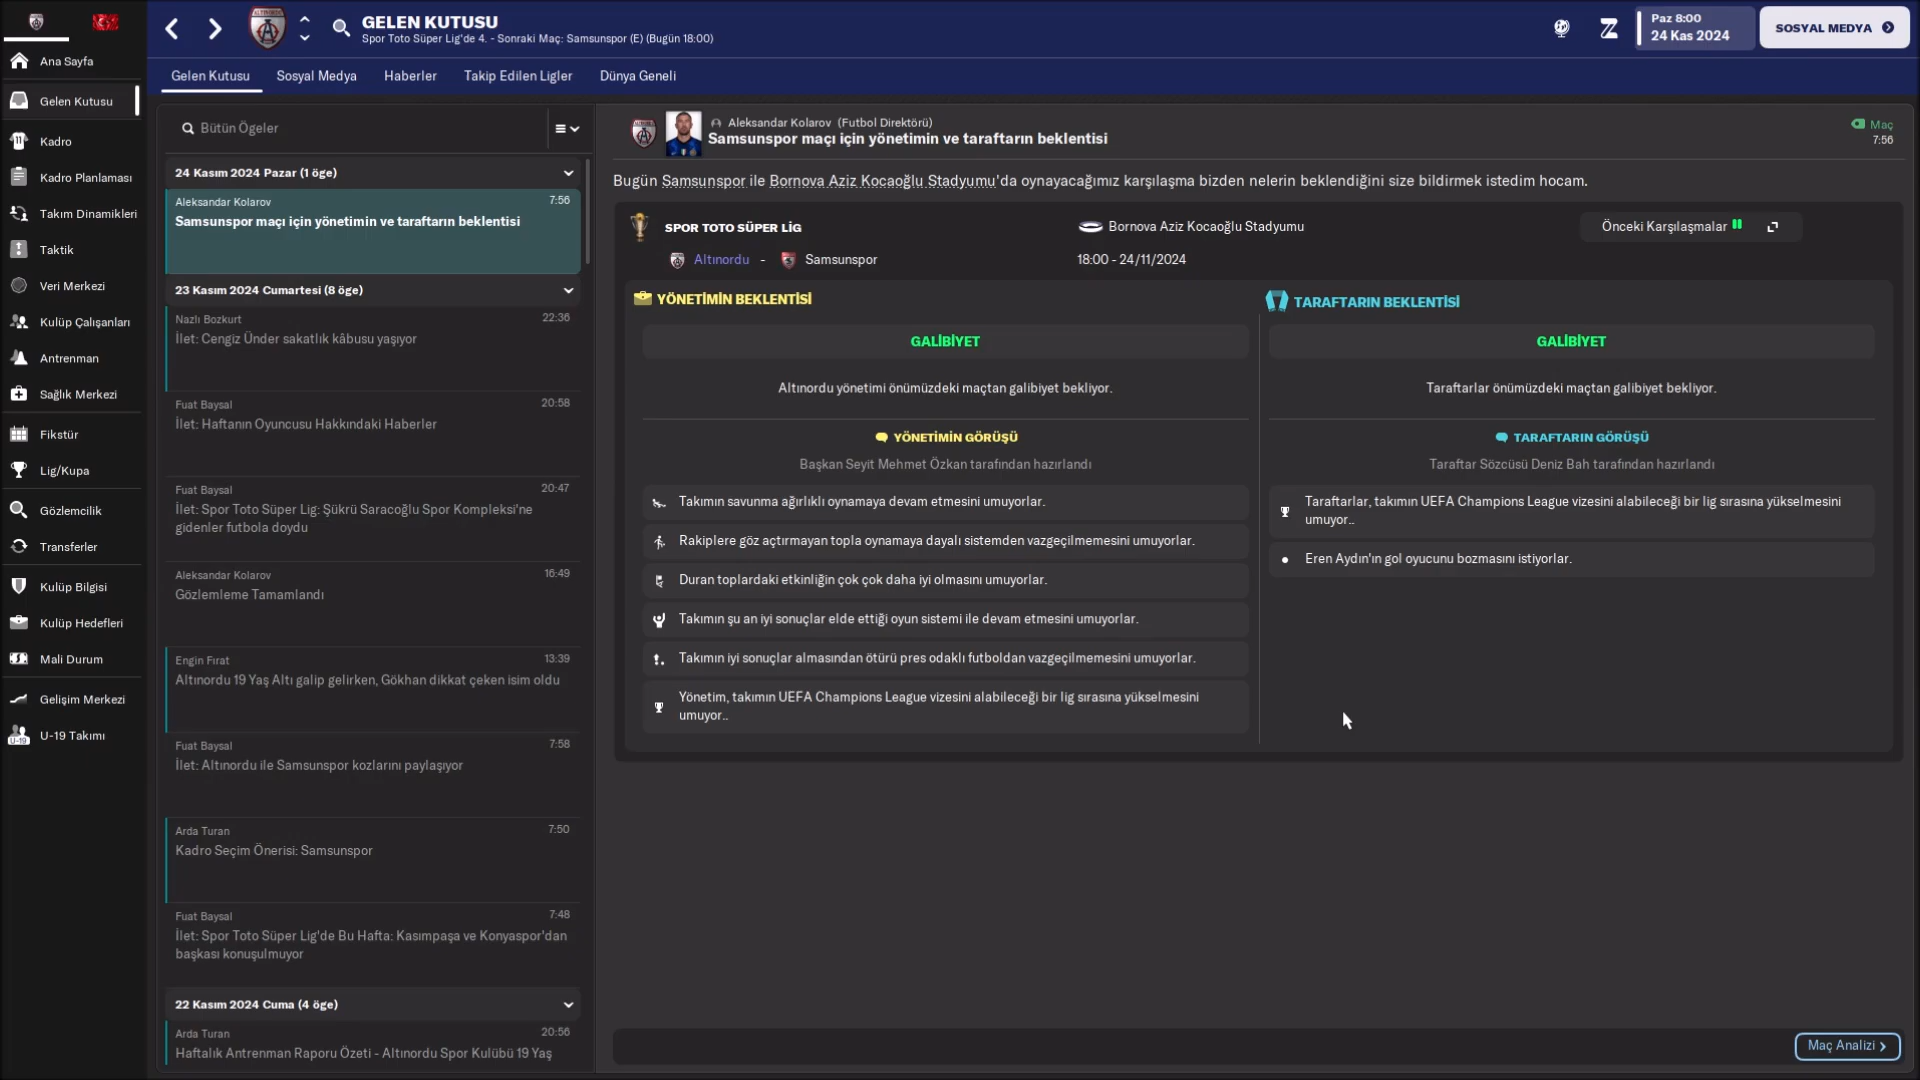 GELEN KUTUSU
Spor Toto Süper Lig'de 4. - Sonraki Maç: Samsunspor (E) (Bugün 18:00)
Paz 8:00
24 Kas 2024
SOSYAL MEDYA
Ana Sayfa
Gelen Kutusu
Kadro
Kadro Planlaması
Takım Dinamikleri
Taktik
Veri Merkezi
Kulüp Çalışanları
Antrenman
Sağlık Merkezi
Fikstür
Lig/Kupa
Gözlemcilik
Transferler
Kulüp Bilgisi
Kulüp Hedefleri
Mali Durum
Gelişim Merkezi
U-19 Takımı
Gelen Kutusu
Sosyal Medya
Haberler
Takip Edilen Ligler
Dünya Geneli
Bütün Ögeler
24 Kasım 2024 Pazar (1 öge)
Aleksandar Kolarov 7:56
Samsunspor maçı için yönetimin ve taraftarın beklentisi
23 Kasım 2024 Cumartesi (8 öge)
Nazlı Bozkurt 22:36
İlet: Cengiz Ünder sakatlık kâbusu yaşıyor
Fuat Baysal 20:58
İlet: Haftanın Oyuncusu Hakkındaki Haberler
Fuat Baysal 20:47
İlet: Spor Toto Süper Lig: Şükrü Saracoğlu Spor Kompleksi'ne
gidenler futbola doydu
Aleksandar Kolarov 16:49
Gözlemleme Tamamlandı
Engin Fırat 13:39
Altınordu 19 Yaş Altı galip gelirken, Gökhan dikkat çeken isim oldu
Fuat Baysal 7:58
İlet: Altınordu ile Samsunspor kozlarını paylaşıyor
Arda Turan 7:50
Kadro Seçim Önerisi: Samsunspor
Fuat Baysal 7:48
İlet: Spor Toto Süper Lig'de Bu Hafta: Kasımpaşa ve Konyaspor'dan
başkası konuşulmuyor
22 Kasım 2024 Cuma (4 öge)
Arda Turan 20:56
Haftalık Antrenman Raporu Özeti - Altınordu Spor Kulübü 19 Yaş
Aleksandar Kolarov (Futbol Direktörü)
Samsunspor maçı için yönetimin ve taraftarın beklentisi
Maç
7:56
Bugün Samsunspor ile Bornova Aziz Kocaoğlu Stadyumu'da oynayacağımız karşılaşma bizden nelerin beklendiğini size bildirmek istedim hocam.
SPOR TOTO SÜPER LİG
Bornova Aziz Kocaoğlu Stadyumu
Önceki Karşılaşmalar
Altınordu - Samsunspor
18:00 - 24/11/2024
YÖNETİMİN BEKLENTİSİ
GALİBİYET
Altınordu yönetimi önümüzdeki maçtan galibiyet bekliyor.
YÖNETİMİN GÖRÜŞÜ
Başkan Seyit Mehmet Özkan tarafından hazırlandı
Takımın savunma ağırlıklı oynamaya devam etmesini umuyorlar.
Rakiplere göz açtırmayan topla oynamaya dayalı sistemden vazgeçilmemesini umuyorlar.
Duran toplardaki etkinliğin çok çok daha iyi olmasını umuyorlar.
Takımın şu an iyi sonuçlar elde ettiği oyun sistemi ile devam etmesini umuyorlar.
Takımın iyi sonuçlar almasından ötürü pres odaklı futboldan vazgeçilmemesini umuyorlar.
Yönetim, takımın UEFA Champions League vizesini alabileceği bir lig sırasına yükselmesini
umuyor..
TARAFTARIN BEKLENTİSİ
GALİBİYET
Taraftarlar önümüzdeki maçtan galibiyet bekliyor.
TARAFTARIN GÖRÜŞÜ
Taraftar Sözcüsü Deniz Bah tarafından hazırlandı
Taraftarlar, takımın UEFA Champions League vizesini alabileceği bir lig sırasına yükselmesini
umuyor..
Eren Aydın'ın gol oyucunu bozmasını istiyorlar.
Maç Analizi